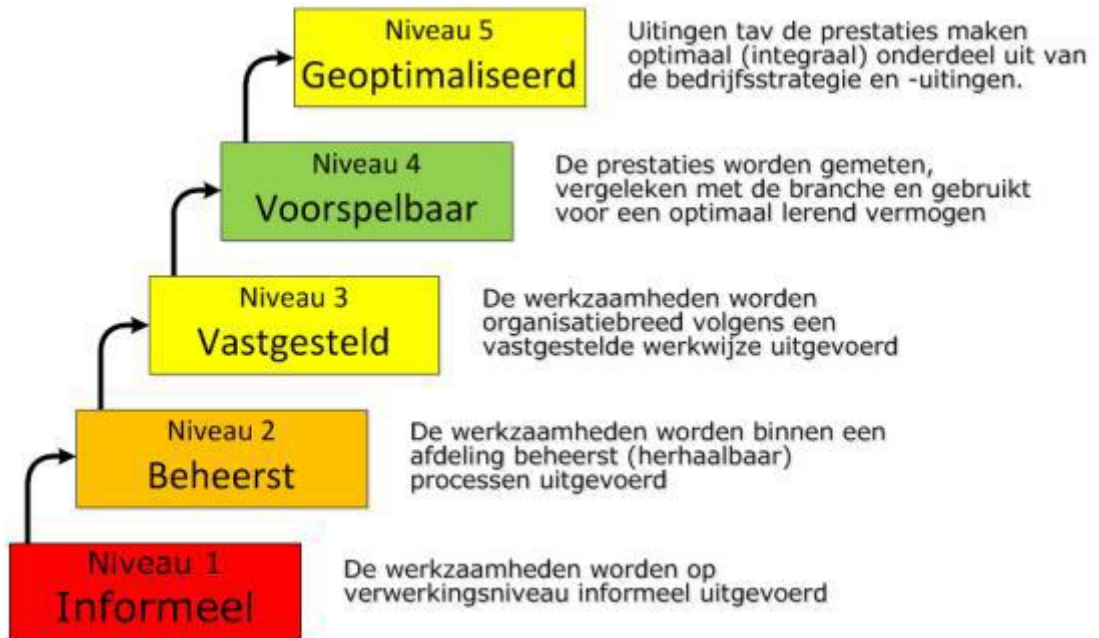 Niveau 5
Geoptimaliseerd
Uitingen tav de prestaties maken
optimaal (integraal) onderdeel uit van
de bedrijfsstrategie en -uitingen.
Niveau 4
Voorspelbaar
De prestaties worden gemeten,
vergeleken met de branche en gebruikt
voor een optimaal lerend vermogen
Niveau 3
Vastgesteld
De werkzaamheden worden
organisatiebreed volgens een
vastgestelde werkwijze uitgevoerd
Niveau 2
Beheerst
De werkzaamheden worden binnen een
afdeling beheerst (herhaalbaar)
processen uitgevoerd
Niveau 1
Informeel
De werkzaamheden worden op
verwerkingsniveau informeel uitgevoerd